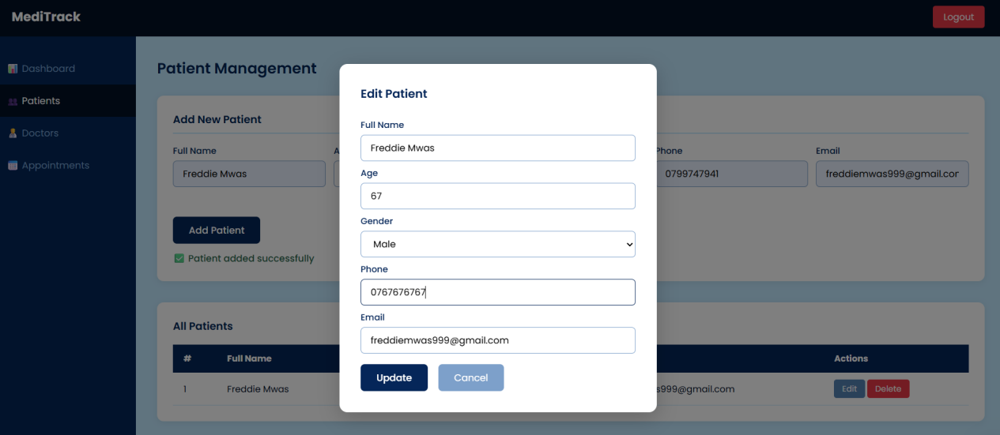 MediTrack
Logout
Dashboard
Patients
Doctors
Appointments
Patient Management
Add New Patient
Full Name
Phone
Email
Freddie Mwas
0799747941
freddiemwas999@gmail.cor
Add Patient
Patient added successfully
All Patients
# Full Name Actions
1 Freddie Mwas s999@gmail.com Edit Delete
Edit Patient
Full Name
Freddie Mwas
Age
67
Gender
Male
Phone
0767676767
Email
freddiemwas999@gmail.com
Update Cancel